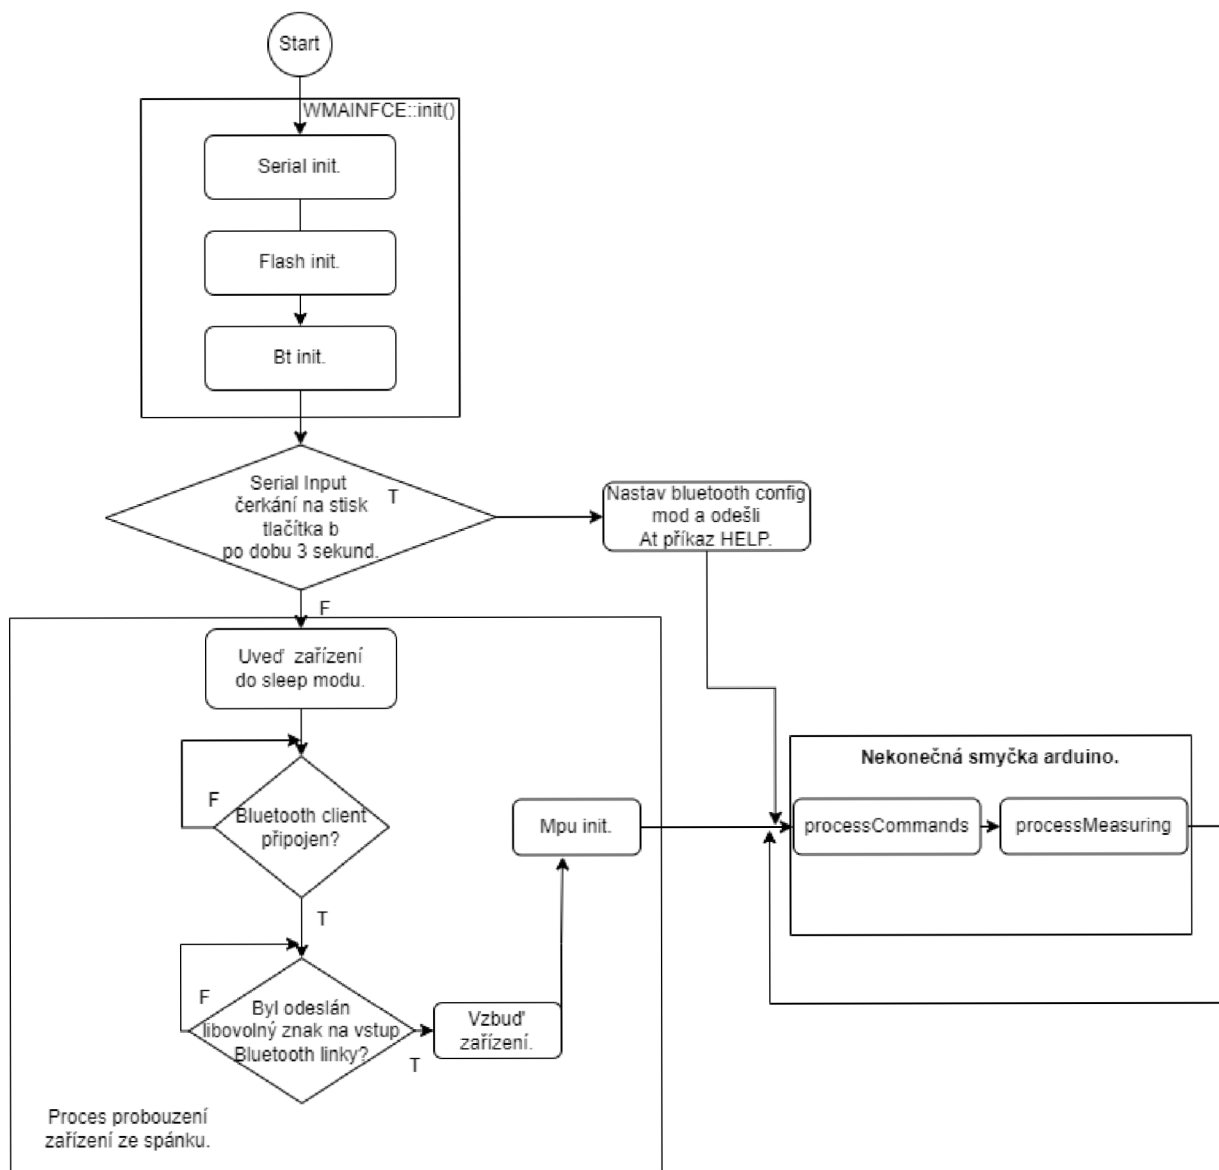 Start
WMAINFCE::init()
Serial init.
Flash init.
Bt init.
Serial Input
čerkání na stisk
tlačítka b
po dobu 3 sekund.
T
Nastav bluetooth config
mod a odešli
At příkaz HELP.
F
Uveď zařízení
do sleep modu.
F
Bluetooth client
připojen?
T
F
Byl odeslán
libovolný znak na vstup
Bluetooth linky?
T
Vzbuď
zařízení.
Mpu init.
Nekonečná smyčka arduino.
processCommands
processMeasuring
Proces probouzení
zařízení ze spánku.